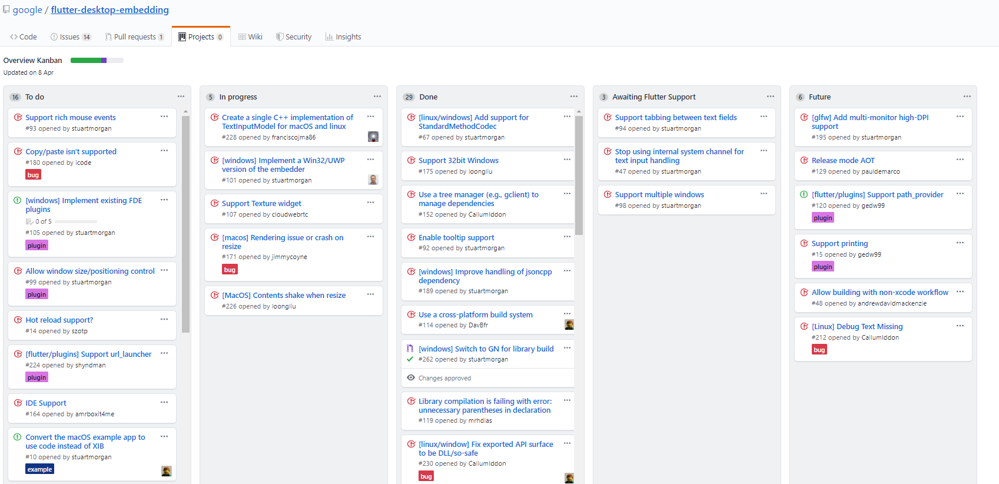 google / flutter-desktop-embedding
Code
Issues 14
Pull requests 1
Projects 0
Wiki
Security
Insights
Overview Kanban
Updated on 8 Apr
16 To do
Support rich mouse events
#93 opened by stuartmorgan
Copy/paste isn't supported
#180 opened by icode
bug
[windows] Implement existing FDE
plugins
0 of 5
#105 opened by stuartmorgan
plugin
Allow window size/positioning control
#99 opened by stuartmorgan
plugin
Hot reload support?
#14 opened by szotp
[flutter/plugins] Support url_launcher
#224 opened by shyndman
plugin
IDE Support
#164 opened by amrboxit4me
Convert the macOS example app to
use code instead of XIB
#10 opened by stuartmorgan
example
5 In progress
Create a single C++ implementation of
TextInputModel for macOS and linux
#228 opened by franciscojma86
[windows] Implement a Win32/UWP
version of the embedder
#101 opened by stuartmorgan
Support Texture widget
#107 opened by cloudwebrtc
[macos] Rendering issue or crash on
resize
#171 opened by jimmycoyne
bug
[MacOS] Contents shake when resize
#226 opened by loongliu
29 Done
[linux/windows] Add support for
StandardMethodCodec
#67 opened by stuartmorgan
Support 32bit Windows
#175 opened by loongliu
Use a tree manager (e.g., gclient) to
manage dependencies
#152 opened by CallumIddon
Enable tooltip support
#92 opened by stuartmorgan
[windows] Improve handling of jsoncpp
dependency
#189 opened by stuartmorgan
Use a cross-platform build system
#114 opened by DavBfr
[windows] Switch to GN for library build
#262 opened by stuartmorgan
Changes approved
Library compilation is failing with error:
unnecessary parentheses in declaration
#119 opened by mrhdias
[linux/window] Fix exported API surface
to be DLL/so-safe
#230 opened by CallumIddon
bug
3 Awaiting Flutter Support
Support tabbing between text fields
#94 opened by stuartmorgan
Stop using internal system channel for
text input handling
#47 opened by stuartmorgan
Support multiple windows
#98 opened by stuartmorgan
6 Future
[glfw] Add multi-monitor high-DPI
support
#195 opened by stuartmorgan
Release mode AOT
#129 opened by pauldemarco
[flutter/plugins] Support path_provider
#120 opened by gedw99
plugin
Support printing
#15 opened by gedw99
plugin
Allow building with non-xcode workflow
#48 opened by andrewdavidmackenzie
[Linux] Debug Text Missing
#212 opened by CallumIddon
bug